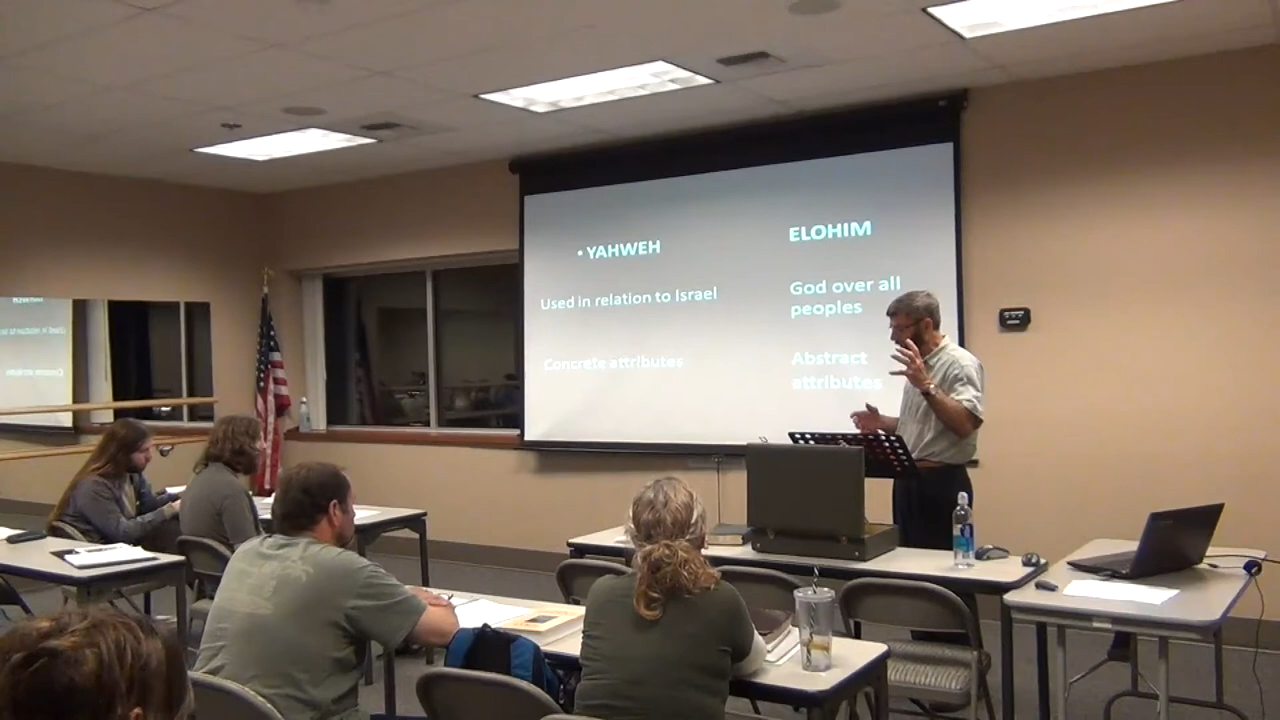 • YAHWEH
Used in relation to Israel
Concrete attributes
ELOHIM
God over all
peoples
Abstract
attributes